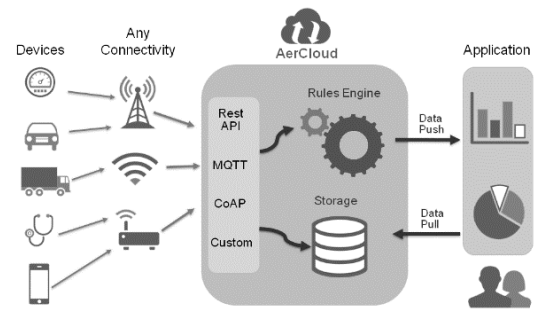 Devices
Any
Connectivity
AerCloud
Application
Rest
API
MQTT
CoAP
Custom
Rules Engine
Storage
Data
Push
Data
Pull